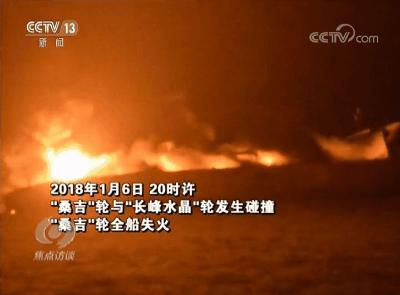 CCTV 13
新闻
CCTV.com
2018年1月6日 20时许
"桑吉"轮与"长峰水晶"轮发生碰撞
"桑吉"轮全船失火
焦点访谈